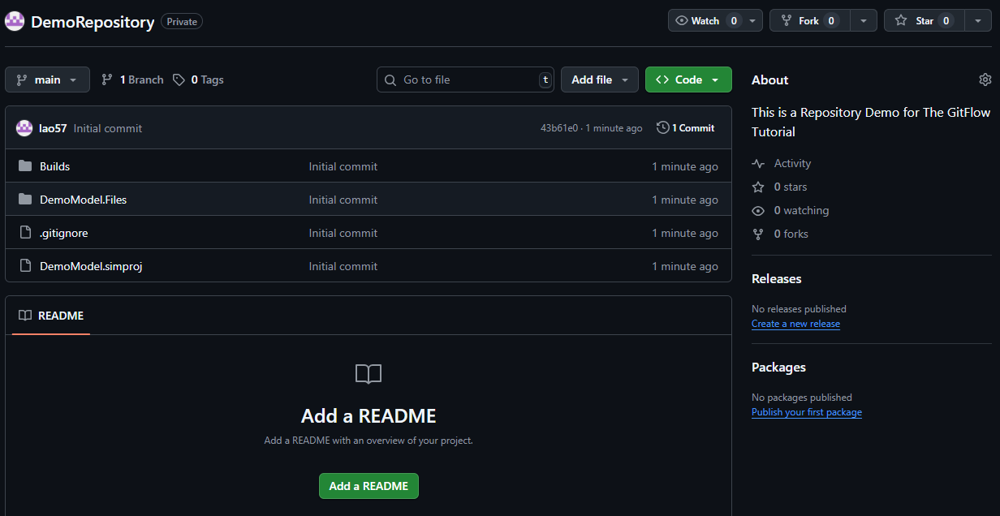 DemoRepository Private Watch 0 Fork 0 Star 0
main 1 Branch 0 Tags Go to file t Add file Code
lao57 Initial commit 43b61e0 · 1 minute ago 1 Commit
Builds Initial commit 1 minute ago
DemoModel.Files Initial commit 1 minute ago
.gitignore Initial commit 1 minute ago
DemoModel.simproj Initial commit 1 minute ago
README
Add a README
Add a README with an overview of your project.
Add a README
About
This is a Repository Demo for The GitFlow
Tutorial
Activity
0 stars
0 watching
0 forks
Releases
No releases published
Create a new release
Packages
No packages published
Publish your first package